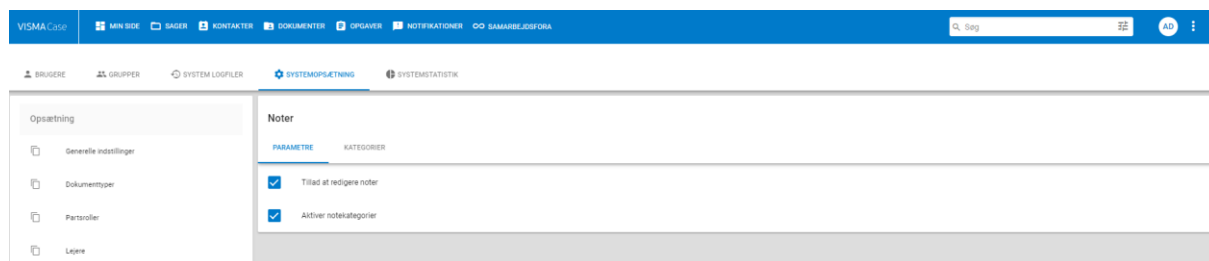 VISMA Case MIN SIDE SAGER KONTAKTER DOKUMENTER OPGAVER NOTIFIKATIONER SAMARBEJDSFORA Søg AD
BRUGERE GRUPPER SYSTEM LOGFILER SYSTEMOPSÆTNING SYSTEMSTATISTIK
Opsætning
Generelle indstillinger
Dokumenttyper
Partsroller
Lejere
Noter
PARAMETRE KATEGORIER
Tillad at redigere noter
Aktiver notekategorier